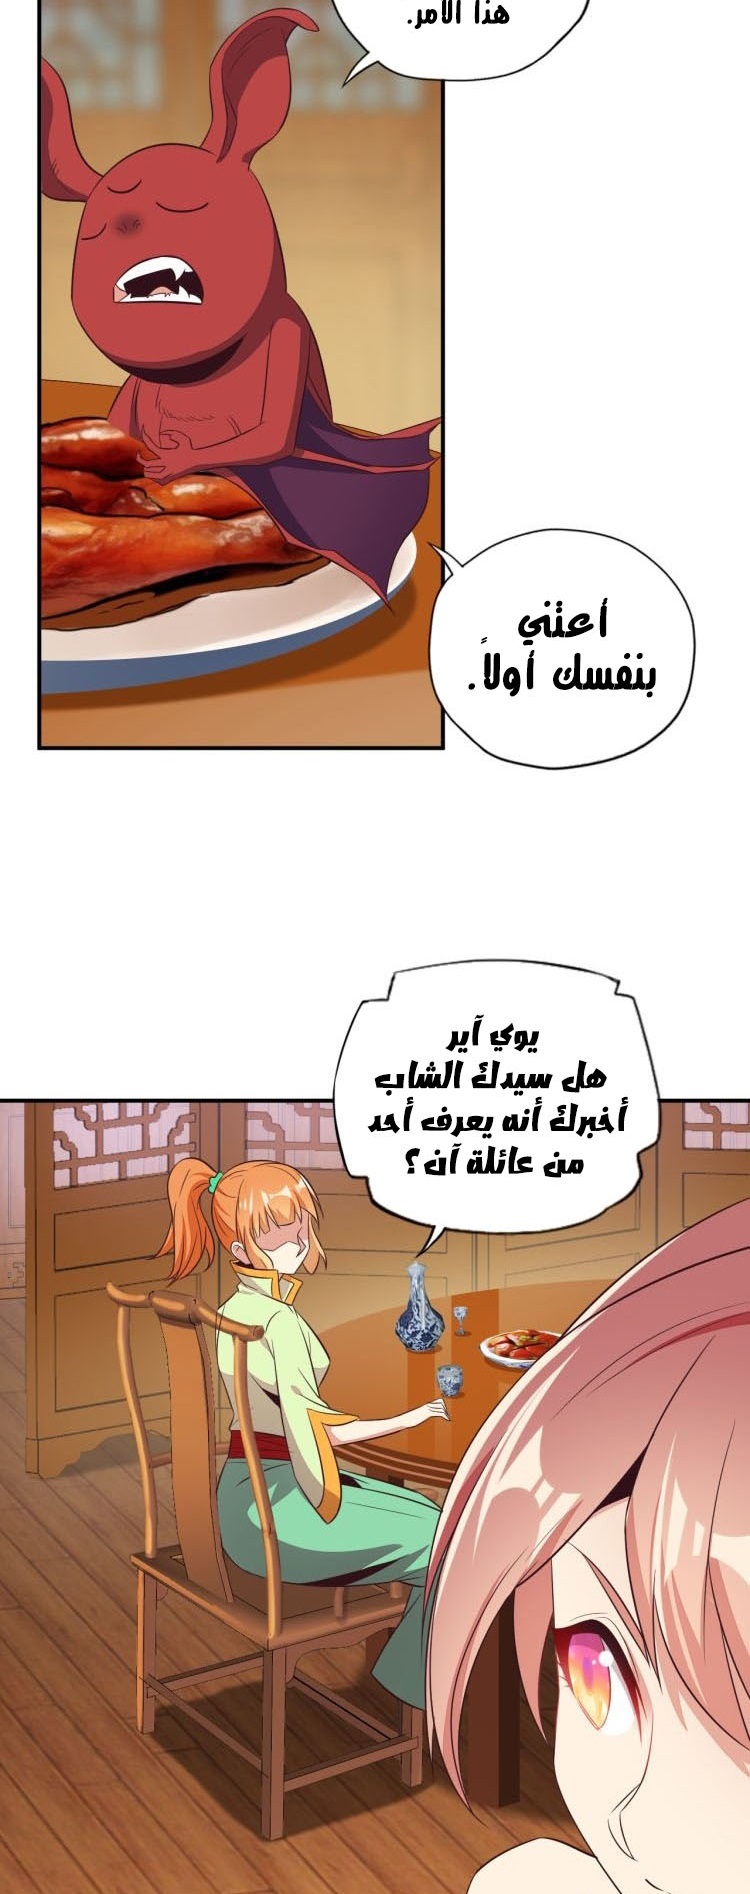 هذا الأمر.
أعتني
بنفسك أولاً.
يوي آير
هل سيدك الشاب
أخبرك أنه يعرف أحد
من عائلة آن؟